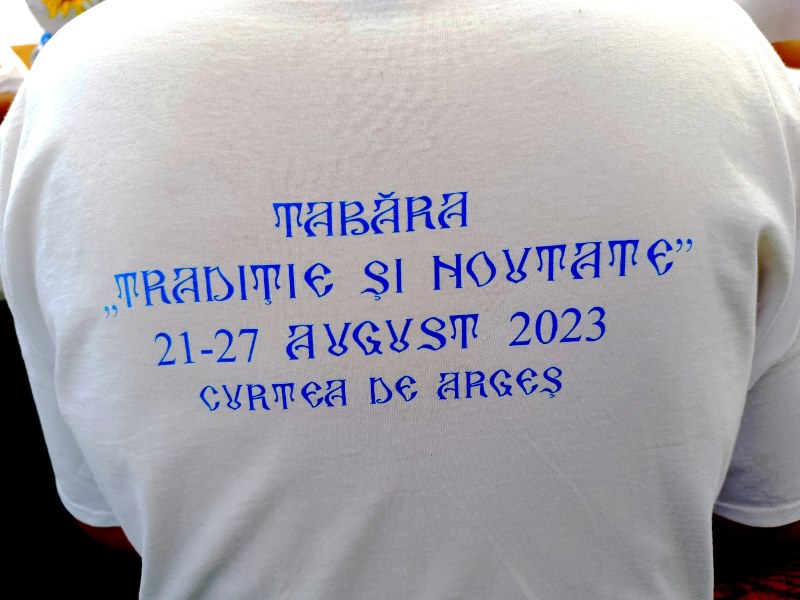 TABĂRA
„TRADIȚIE ȘI NOUTATE”
21-27 AUGUST 2023
CURTEA DE ARGEȘ